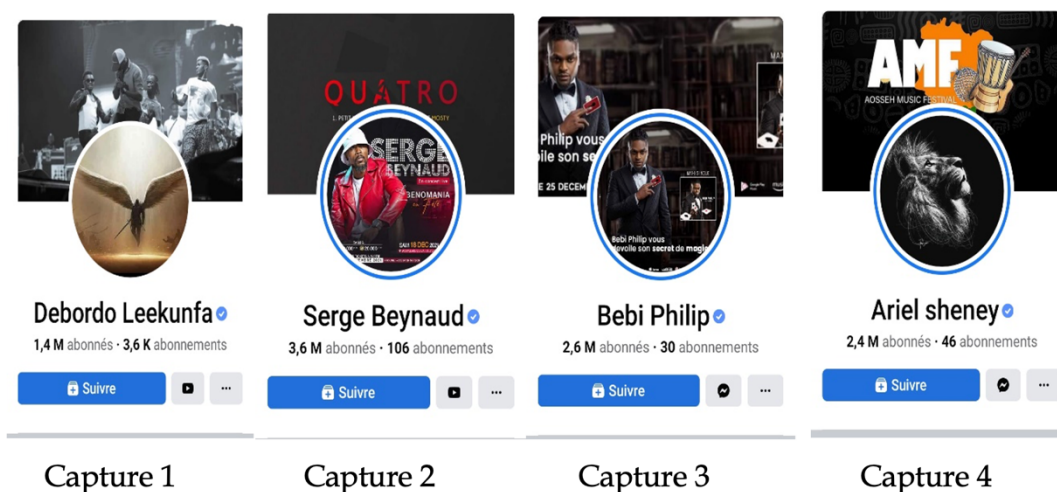 QUATRO
SERGE
BEYNAUD
BENOMANIA
Philip vous
oile son se
E 25 DECEM
Bebi Philip vous
devoile son secret de magie
AMF
AOSSEH MUSIC FESTIVAL
Debordo Leekunfa
1,4 M abonnés · 3,6 K abonnements
Suivre
Serge Beynaud
3,6 M abonnés · 106 abonnements
Suivre
Bebi Philip
2,6 M abonnés · 30 abonnements
Suivre
Ariel sheney
2,4 M abonnés · 46 abonnements
Suivre
Capture 1
Capture 2
Capture 3
Capture 4